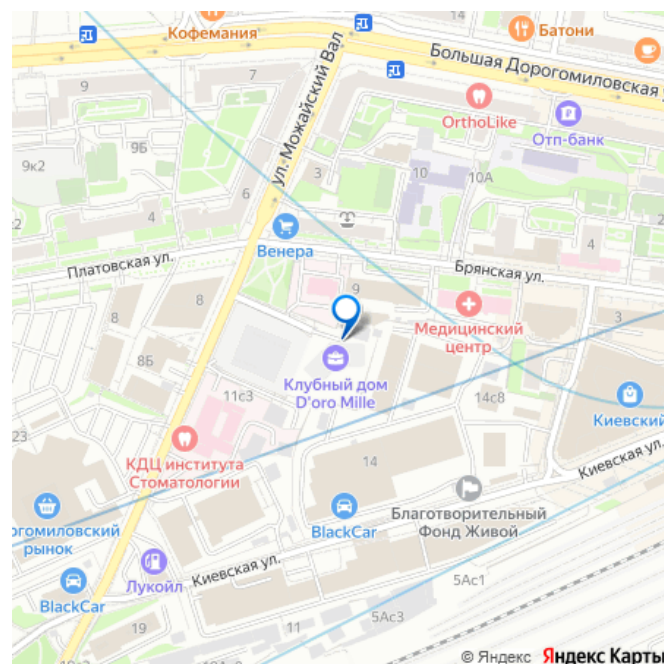 Кофемания
Батони
Большая Дорогомиловская у
9
7
ул. Можайский Вал
OrthoLike
Отп-банк
9Б
9к2
3
10
10А
6
4
Венера
4
2
Платовская ул.
Брянская ул.
8
8
9
3
Медицинский
центр
8Б
Клубный дом
D'oro Mille
11с3
14с8
Киевский
КДЦ института
Стоматологии
14
Киевская ул.
Благотворительный
Фонд Живой
огомиловский
рынок
BlackCar
Лукойл
Киевская ул.
BlackCar
5Ас1
5Ас3
19
11
© Яндекс Яндекс Карты